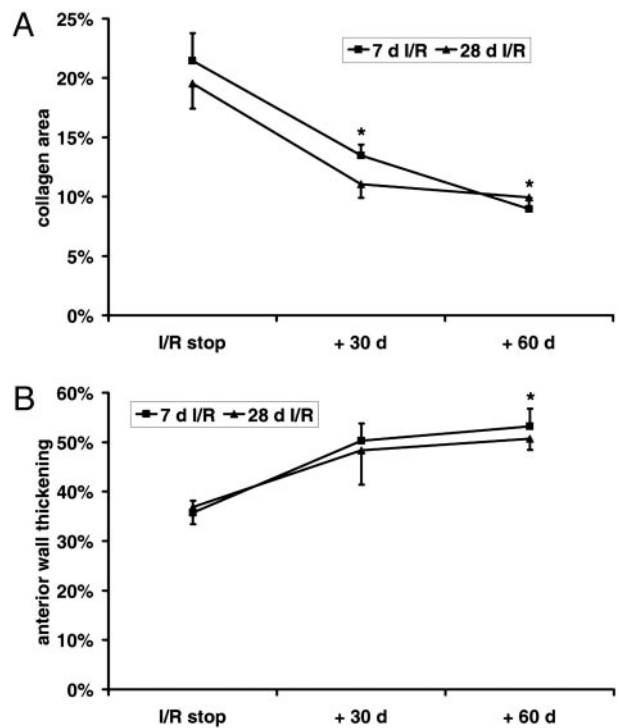 A
25%
20%
15%
10%
5%
0%
collagen area
7 d I/R 28 d I/R
*
*
I/R stop + 30 d + 60 d
B
60%
50%
40%
30%
20%
10%
0%
anterior wall thickening
7 d I/R 28 d I/R
*
I/R stop + 30 d + 60 d